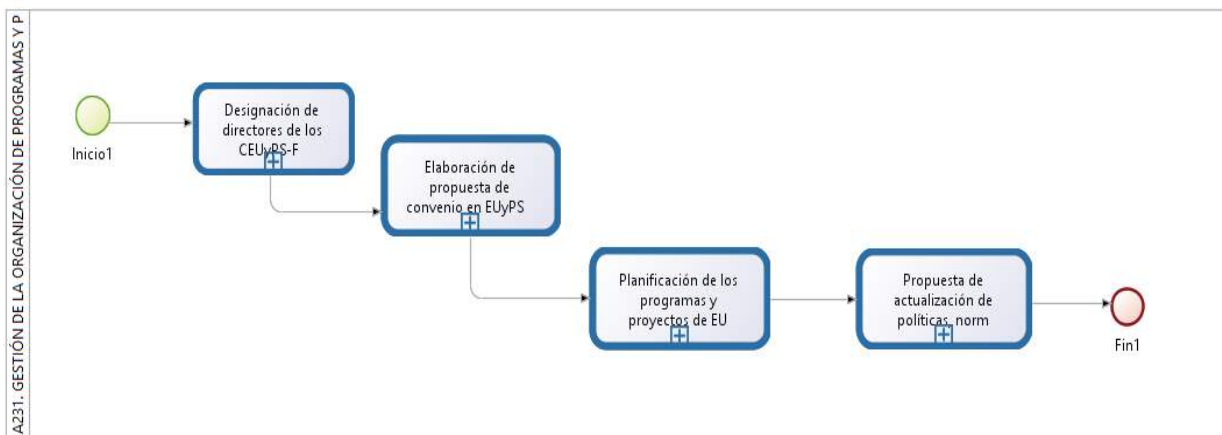 A231. GESTIÓN DE LA ORGANIZACIÓN DE PROGRAMAS Y P
Inicio1
Designación de
directores de los
CEUyPS-F
Elaboración de
propuesta de
convenio en EUyPS
Planificación de los
programas y
proyectos de EU
Propuesta de
actualización de
políticas, norm
Fin1